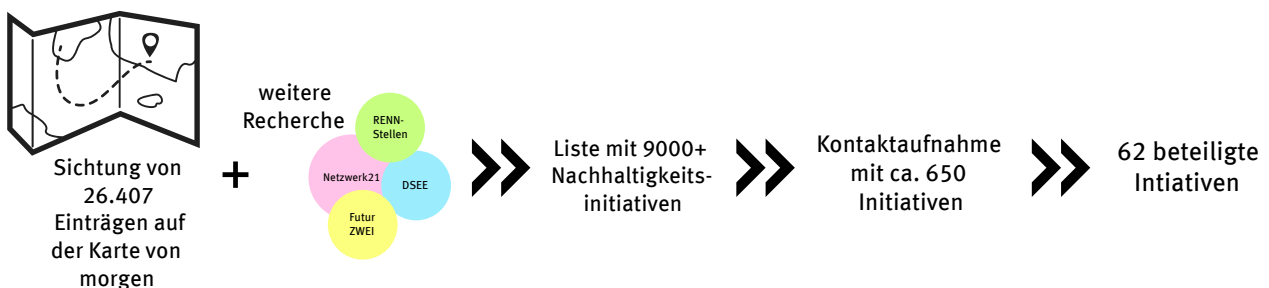 Sichtung von
26.407
Einträgen auf
der Karte von
morgen
+
weitere
Recherche
RENN-
Stellen
Netzwerk21
DSEE
Futur
ZWEI
Liste mit 9000+
Nachhaltigkeits-
initiativen
Kontaktaufnahme
mit ca. 650
Initiativen
62 beteiligte
Intiativen